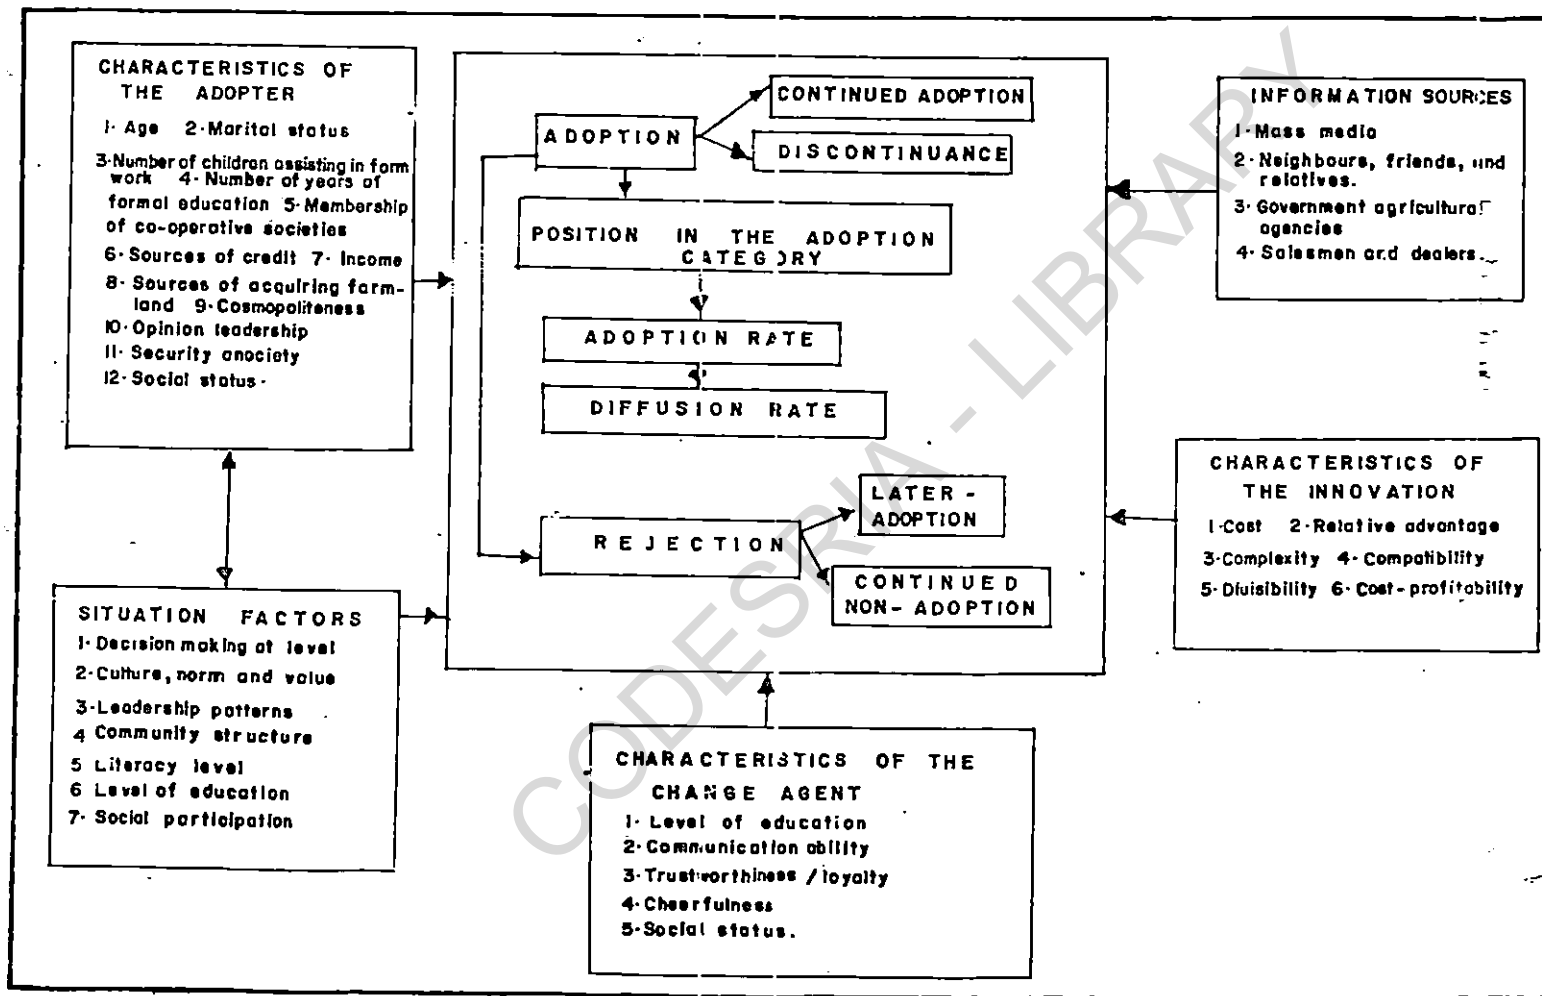 CHARACTERISTICS OF
THE ADOPTER
1· Age 2·Marital status
3·Number of children assisting in form
work 4·Number of years of
formal education 5·Membership
of co-operative societies
6·Sources of credit 7· Income
8· Sources of acquiring farm-
land 9·Cosmopoliteness
10·Opinion leadership
11·Security anociety
12·Social status·
SITUATION FACTORS
1·Decision making at level
2·Culture, norm and value
3·Leadership patterns
4 Community structure
5 Literacy level
6 Level of education
7· Social participation
ADOPTION
CONTINUED ADOPTION
DISCONTINUANCE
POSITION IN THE ADOPTION
CATEGORY
ADOPTION RATE
DIFFUSION RATE
REJECTION
LATER -
ADOPTION
CONTINUED
NON- ADOPTION
CHARACTERISTICS OF THE
CHANGE AGENT
1· Level of education
2·Communication ability
3·Trustworthiness / loyalty
4·Cheerfulness
5·Social status.
INFORMATION SOURCES
1·Mass media
2·Neighbours, friends, and
relatives.
3·Government agricultural
agencies
4·Salesmen and dealers.
CHARACTERISTICS OF
THE INNOVATION
1·Cost 2·Relative advantage
3·Complexity 4·Compatibility
5·Divisibility 6·Cost-profitability
CODESRIA - LIBRARY